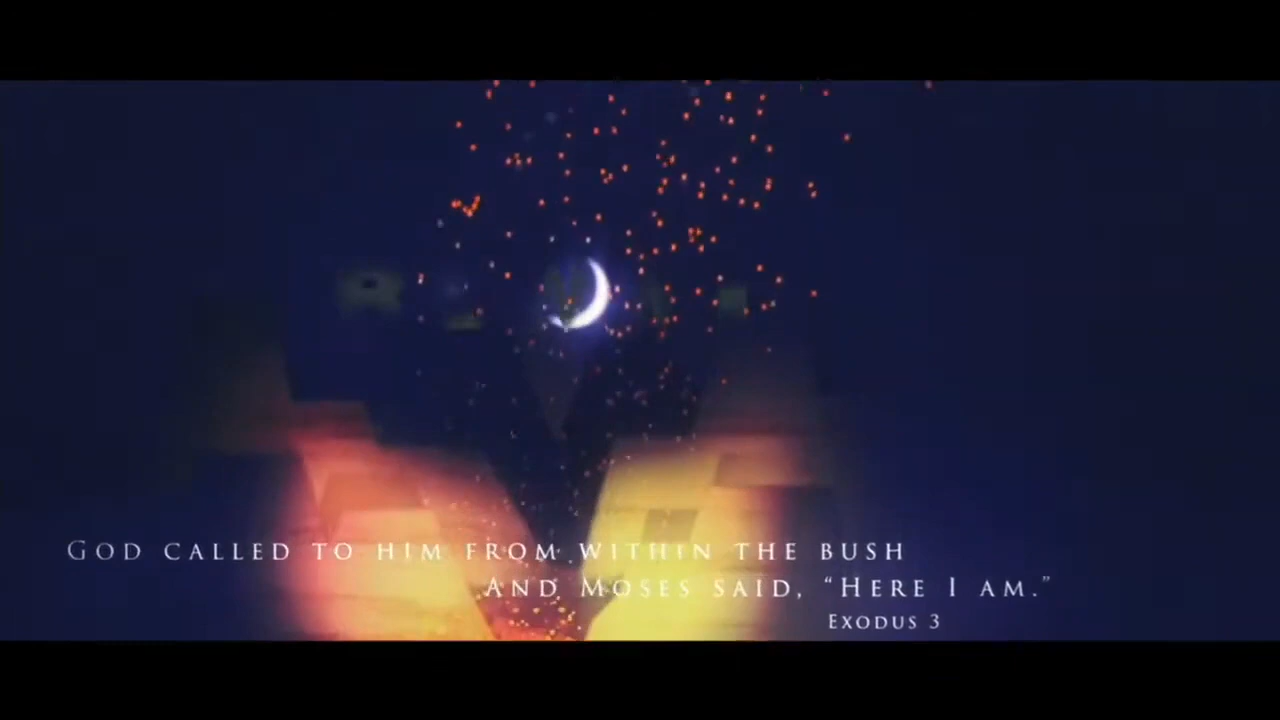 God called to him from within the bush
And Moses said, “Here I am.”
Exodus 3